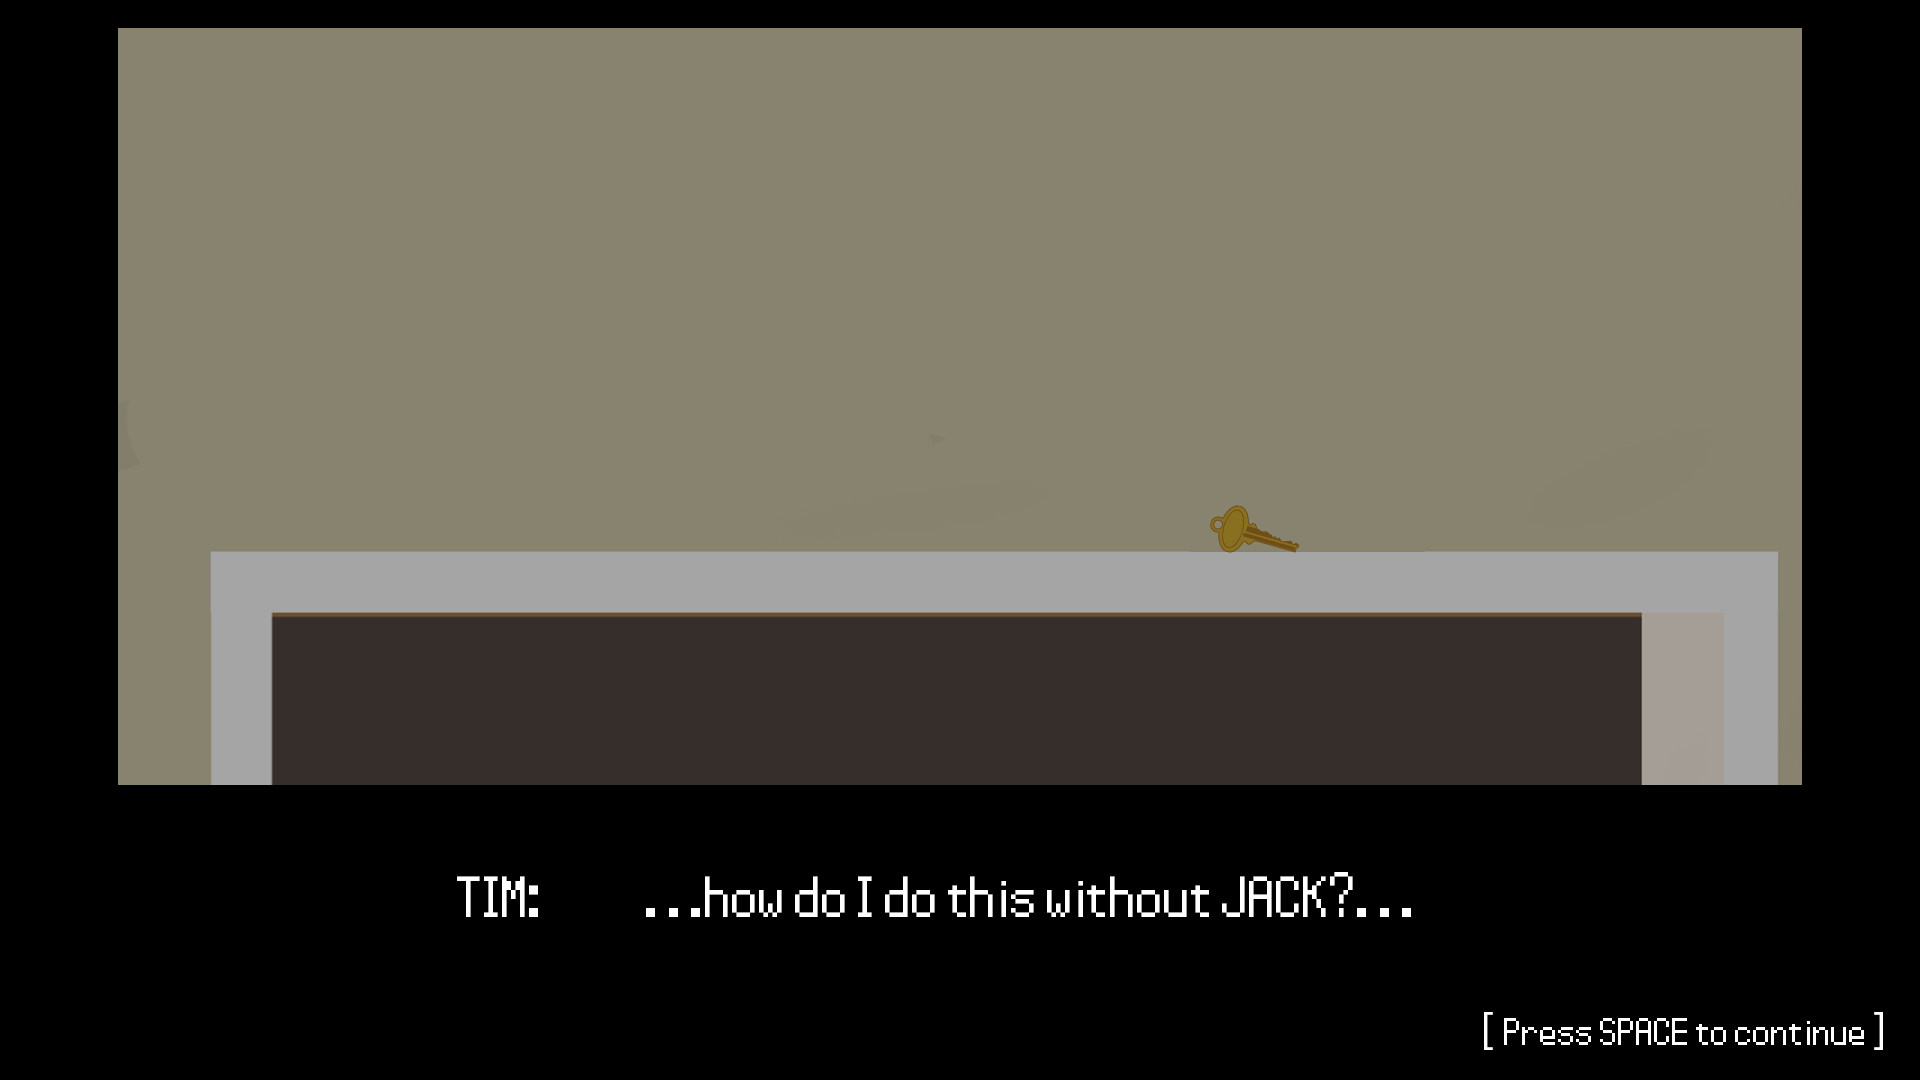 TIM: ...how do I do this without JACK?...
[ Press SPACE to continue ]